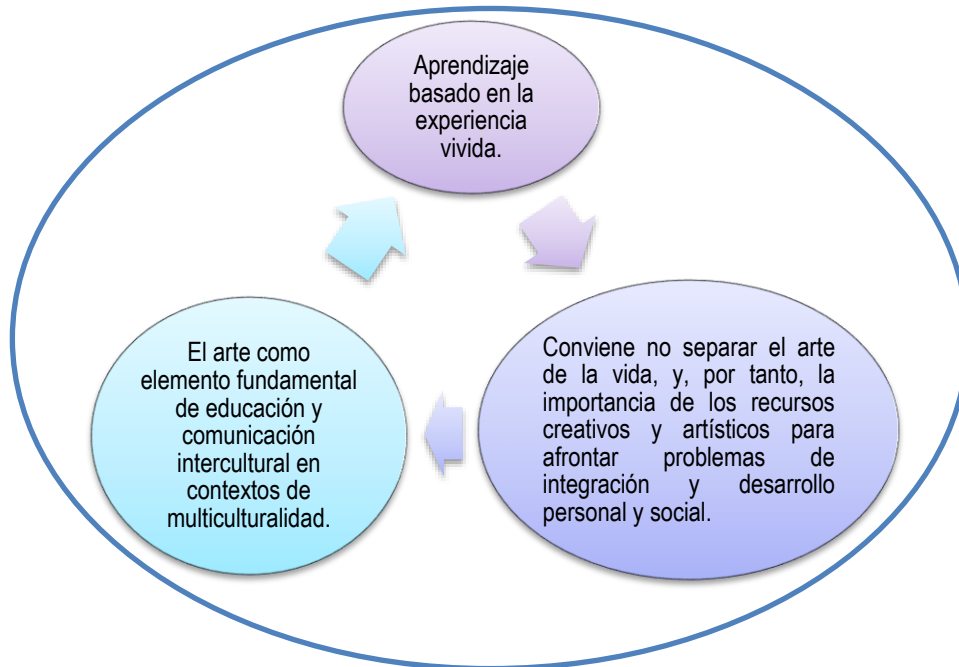 Aprendizaje
basado en la
experiencia
vivida.
Conviene no separar el arte
de la vida, y, por tanto, la
importancia de los recursos
creativos y artísticos para
afrontar problemas de
integración y desarrollo
personal y social.
El arte como
elemento fundamental
de educación y
comunicación
intercultural en
contextos de
multiculturalidad.